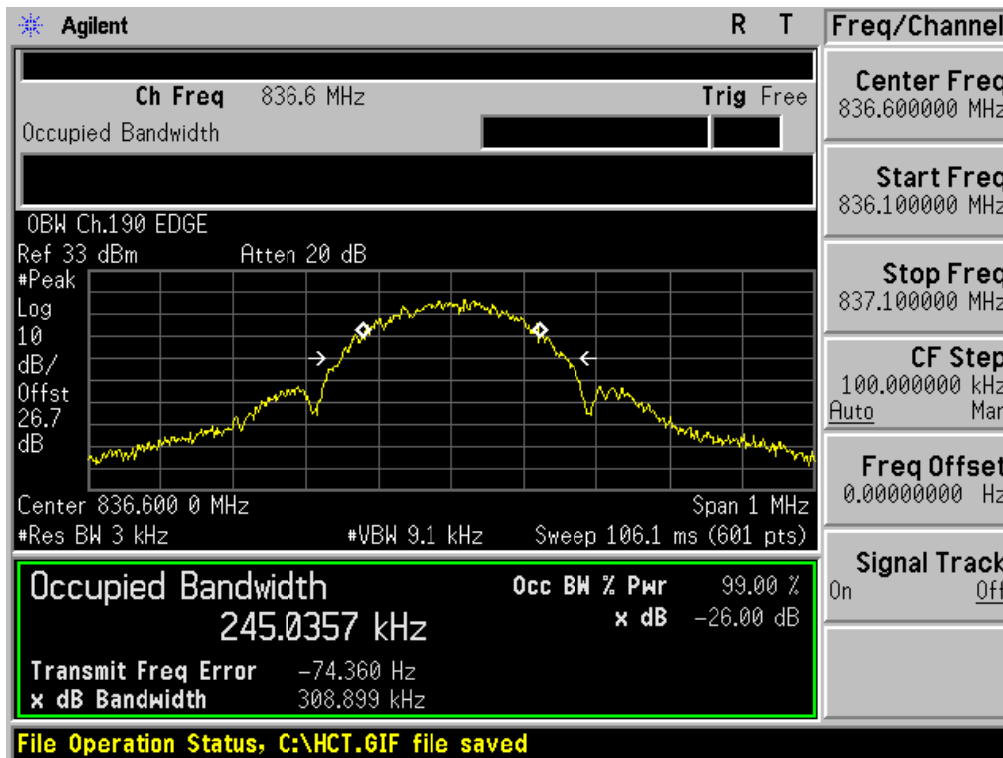 Agilent R T
Ch Freq 836.6 MHz Trig Free
Occupied Bandwidth
OBW Ch.190 EDGE
Ref 33 dBm Atten 20 dB
#Peak
Log
10
dB/
Offst
26.7
dB
Center 836.600 0 MHz Span 1 MHz
#Res BW 3 kHz #VBW 9.1 kHz Sweep 106.1 ms (601 pts)
Occupied Bandwidth
245.0357 kHz
Occ BW % Pwr 99.00 %
x dB -26.00 dB
Transmit Freq Error -74.360 Hz
x dB Bandwidth 308.899 kHz
File Operation Status, C:\HCT.GIF file saved
Freq/Channel
Center Freq
836.600000 MHz
Start Freq
836.100000 MHz
Stop Freq
837.100000 MHz
CF Step
100.000000 kHz
Auto Man
Freq Offset
0.00000000 Hz
Signal Track
On Off